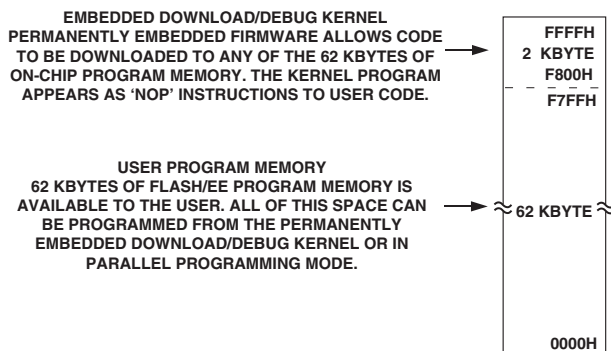 EMBEDDED DOWNLOAD/DEBUG KERNEL
PERMANENTLY EMBEDDED FIRMWARE ALLOWS CODE
TO BE DOWNLOADED TO ANY OF THE 62 KBYTES OF
ON-CHIP PROGRAM MEMORY. THE KERNEL PROGRAM
APPEARS AS ‘NOP’ INSTRUCTIONS TO USER CODE.
FFFFH
2 KBYTE
F800H
F7FFH
USER PROGRAM MEMORY
62 KBYTES OF FLASH/EE PROGRAM MEMORY IS
AVAILABLE TO THE USER. ALL OF THIS SPACE CAN
BE PROGRAMMED FROM THE PERMANENTLY
EMBEDDED DOWNLOAD/DEBUG KERNEL OR IN
PARALLEL PROGRAMMING MODE.
62 KBYTE
0000H